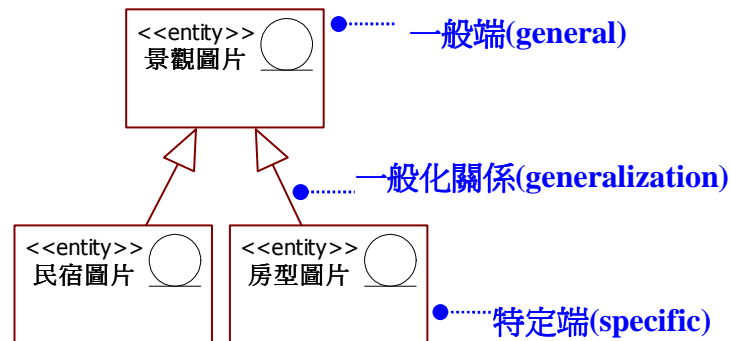 <<entity>>
景觀圖片
一般端(general)
一般化關係(generalization)
<<entity>>
民宿圖片
<<entity>>
房型圖片
特定端(specific)